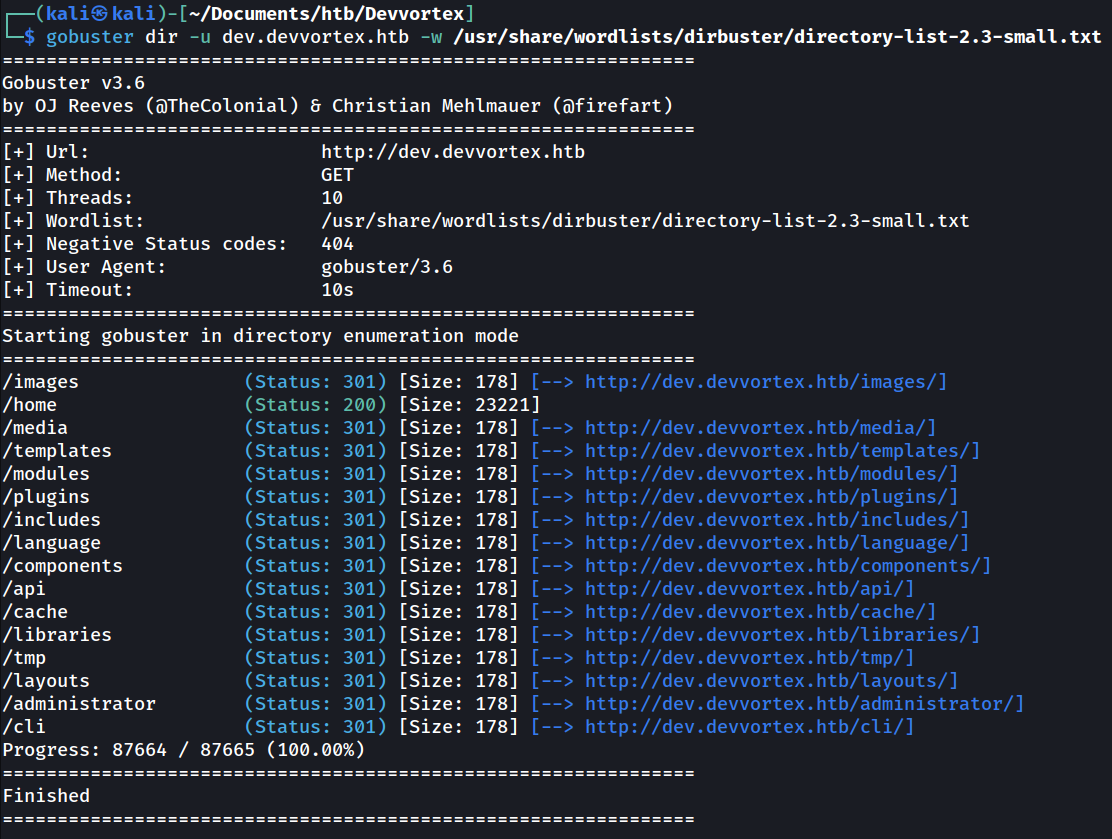 ┌──(kali㉿kali)-[~/Documents/htb/Devvortex]
└─$ gobuster dir -u dev.devvortex.htb -w /usr/share/wordlists/dirbuster/directory-list-2.3-small.txt
===============================================================
Gobuster v3.6
by OJ Reeves (@TheColonial) & Christian Mehlmauer (@firefart)
===============================================================
[+] Url:                     http://dev.devvortex.htb
[+] Method:                  GET
[+] Threads:                 10
[+] Wordlist:                /usr/share/wordlists/dirbuster/directory-list-2.3-small.txt
[+] Negative Status codes:   404
[+] User Agent:              gobuster/3.6
[+] Timeout:                 10s
===============================================================
Starting gobuster in directory enumeration mode
===============================================================
/images               (Status: 301) [Size: 178] [--> http://dev.devvortex.htb/images/]
/home                 (Status: 200) [Size: 23221]
/media                (Status: 301) [Size: 178] [--> http://dev.devvortex.htb/media/]
/templates            (Status: 301) [Size: 178] [--> http://dev.devvortex.htb/templates/]
/modules              (Status: 301) [Size: 178] [--> http://dev.devvortex.htb/modules/]
/plugins              (Status: 301) [Size: 178] [--> http://dev.devvortex.htb/plugins/]
/includes             (Status: 301) [Size: 178] [--> http://dev.devvortex.htb/includes/]
/language             (Status: 301) [Size: 178] [--> http://dev.devvortex.htb/language/]
/components           (Status: 301) [Size: 178] [--> http://dev.devvortex.htb/components/]
/api                  (Status: 301) [Size: 178] [--> http://dev.devvortex.htb/api/]
/cache                (Status: 301) [Size: 178] [--> http://dev.devvortex.htb/cache/]
/libraries            (Status: 301) [Size: 178] [--> http://dev.devvortex.htb/libraries/]
/tmp                  (Status: 301) [Size: 178] [--> http://dev.devvortex.htb/tmp/]
/layouts              (Status: 301) [Size: 178] [--> http://dev.devvortex.htb/layouts/]
/administrator        (Status: 301) [Size: 178] [--> http://dev.devvortex.htb/administrator/]
/cli                  (Status: 301) [Size: 178] [--> http://dev.devvortex.htb/cli/]
Progress: 87664 / 87665 (100.00%)
===============================================================
Finished
===============================================================